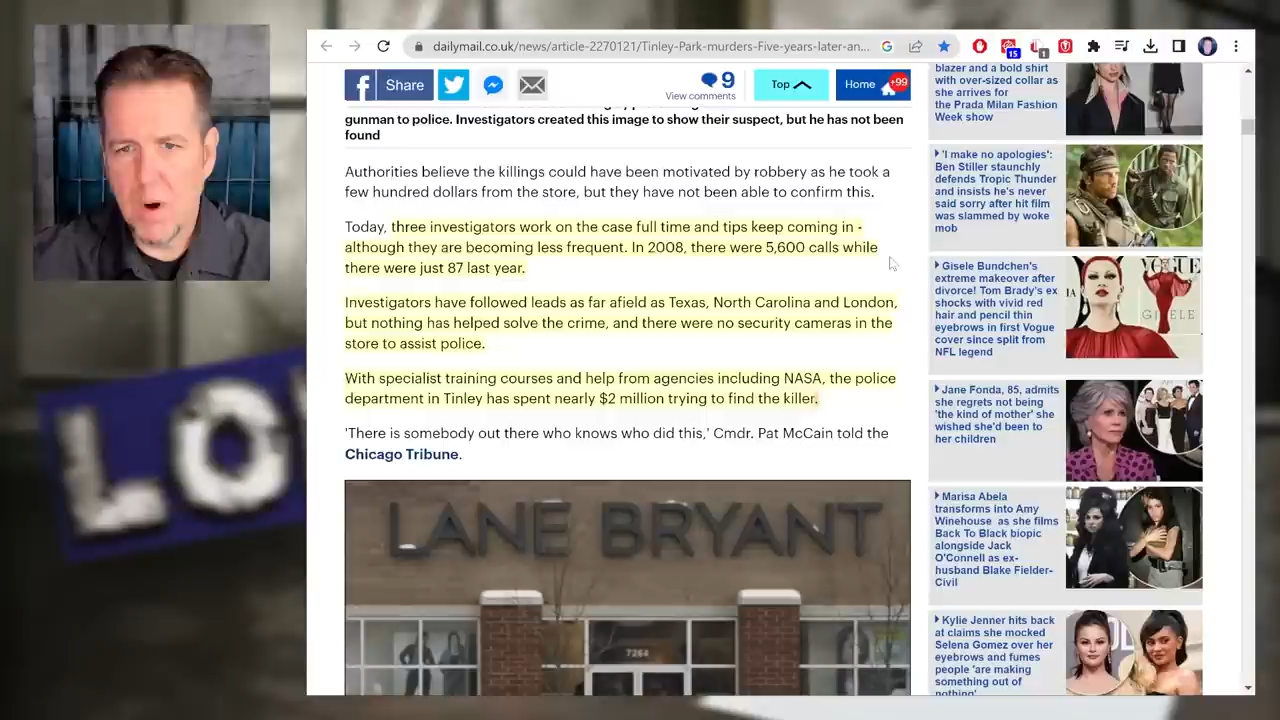 dailymail.co.uk/news/article-2270121/Tinley-Park-murders-Five-years-later-an...
15
1
Share
9
View comments
Top
Home
+99
gunman to police. Investigators created this image to show their suspect, but he has not been
found
Authorities believe the killings could have been motivated by robbery as he took a
few hundred dollars from the store, but they have not been able to confirm this.
Today, three investigators work on the case full time and tips keep coming in -
although they are becoming less frequent. In 2008, there were 5,600 calls while
there were just 87 last year.
Investigators have followed leads as far afield as Texas, North Carolina and London,
but nothing has helped solve the crime, and there were no security cameras in the
store to assist police.
With specialist training courses and help from agencies including NASA, the police
department in Tinley has spent nearly $2 million trying to find the killer.
'There is somebody out there who knows who did this,' Cmdr. Pat McCain told the
Chicago Tribune.
LANE BRYANT
7264
blazer and a bold shirt
with over-sized collar as
she arrives for
the Prada Milan Fashion
Week show
'I make no apologies':
Ben Stiller staunchly
defends Tropic Thunder
and insists he's never
said sorry after hit film
was slammed by woke
mob
Gisele Bundchen's
extreme makeover after
divorce! Tom Brady's ex
shocks with vivid red
hair and pencil thin
eyebrows in first Vogue
cover since split from
NFL legend
VOGUE
GISELE
Jane Fonda, 85, admits
she regrets not being
'the kind of mother' she
wished she'd been to
her children
Marisa Abela
transforms into Amy
Winehouse as she films
Back To Black biopic
alongside Jack
O'Connell as ex-
husband Blake Fielder-
Civil
Kylie Jenner hits back
at claims she mocked
Selena Gomez over her
eyebrows and fumes
people 'are making
something out of
nothing'
LO